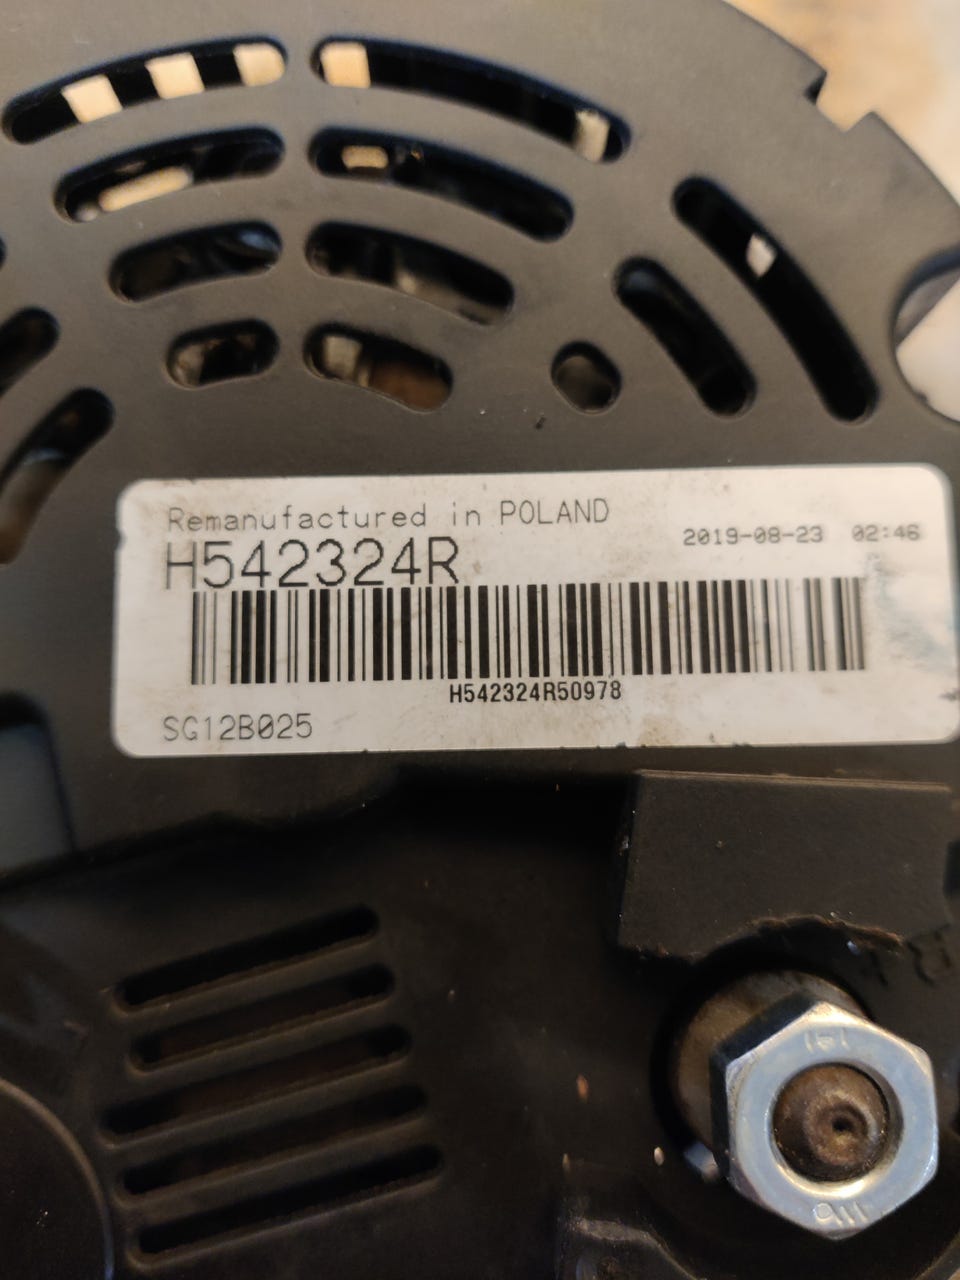 Remanufactured in POLAND
2019-08-23 02:46
H542324R
H542324R50978
SG12B025
B+